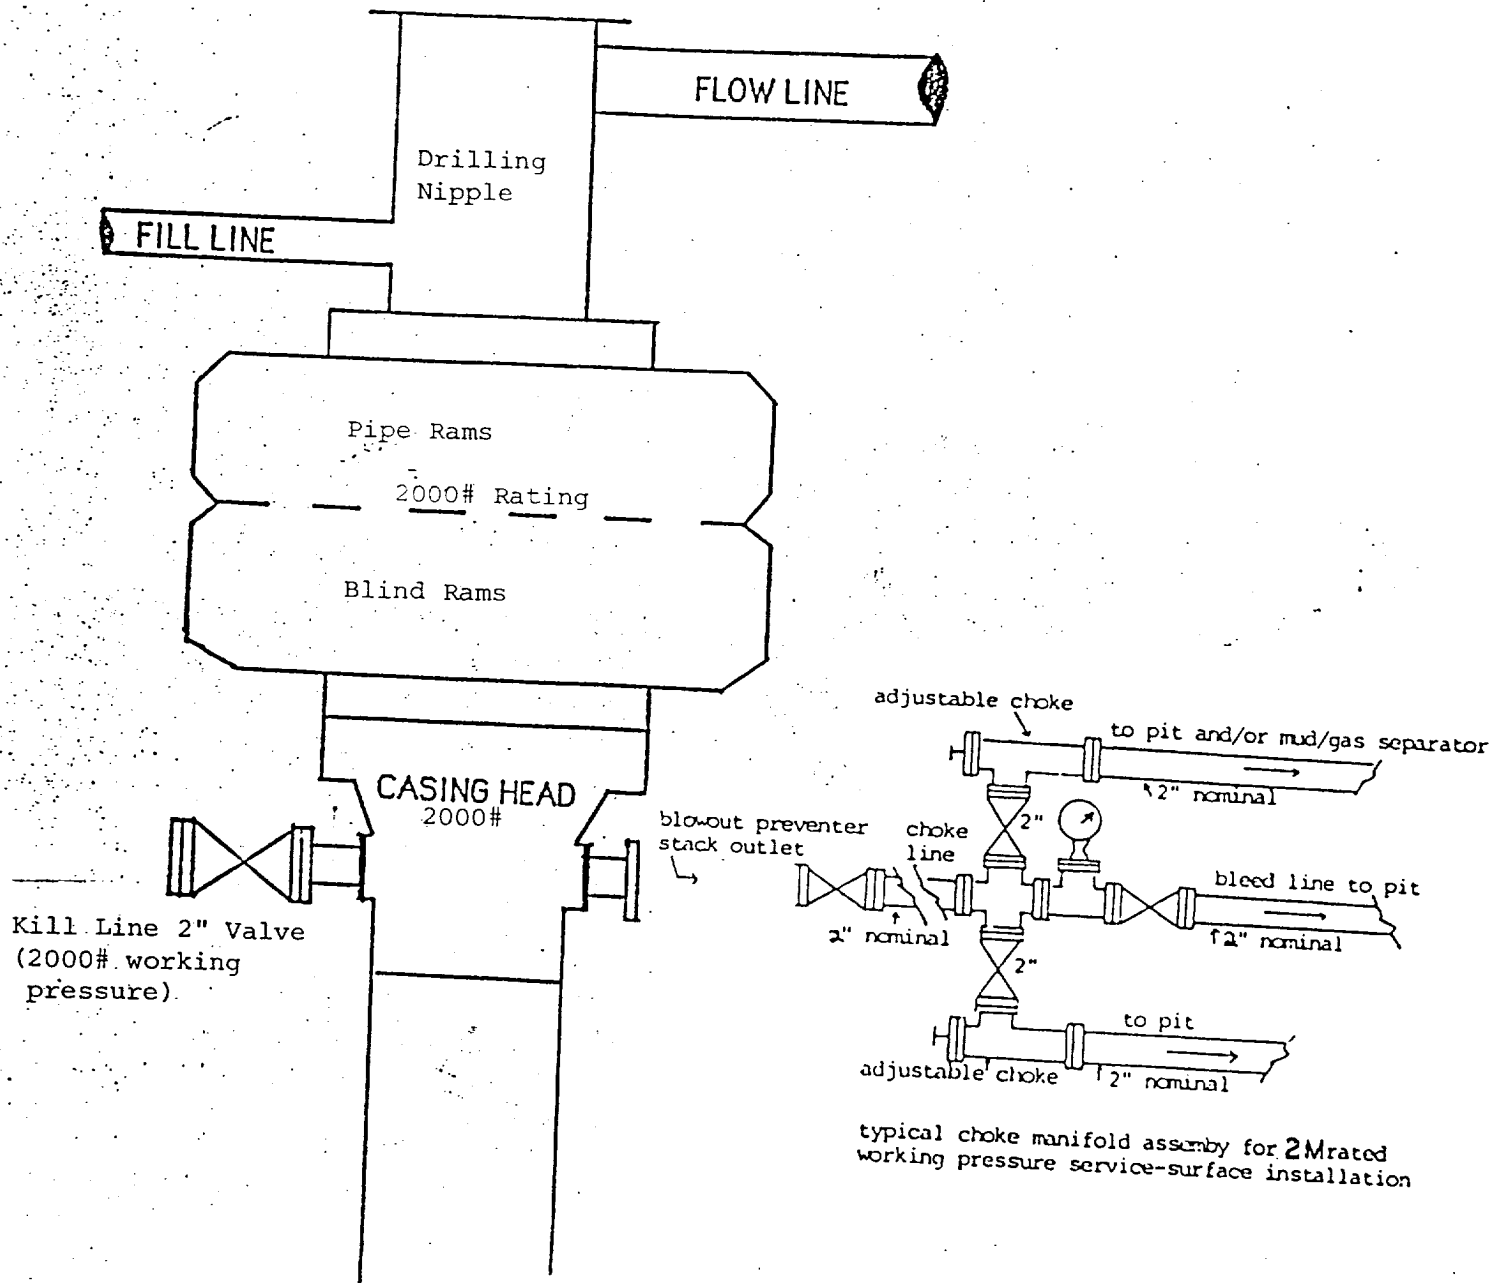 FLOW LINE
Drilling
Nipple
FILL LINE
Pipe Rams
2000# Rating
Blind Rams
CASING HEAD
2000#
Kill Line 2" Valve
(2000# working
pressure)
blowout preventer
stack outlet
adjustable choke
to pit and/or mud/gas separator
2" nominal
2"
choke
line
bleed line to pit
2" nominal
2" nominal
2"
to pit
adjustable choke
2" nominal
typical choke manifold assemby for 2M rated
working pressure service-surface installation